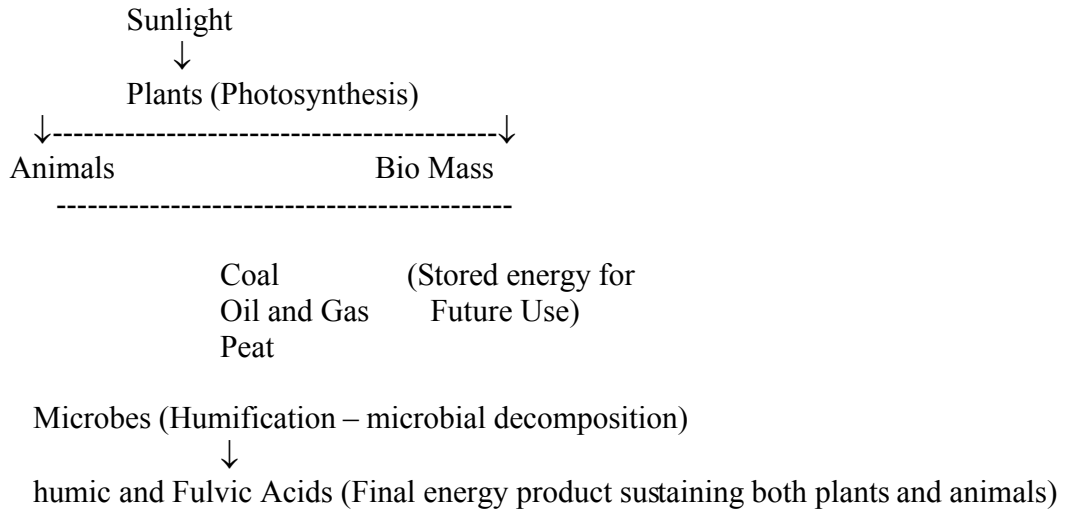 Sunlight
↓
Plants (Photosynthesis)
↓-------------------------------------------↓
Animals Bio Mass
--------------------------------------------
Coal (Stored energy for
Oil and Gas Future Use)
Peat
Microbes (Humification – microbial decomposition)
↓
humic and Fulvic Acids (Final energy product sustaining both plants and animals)